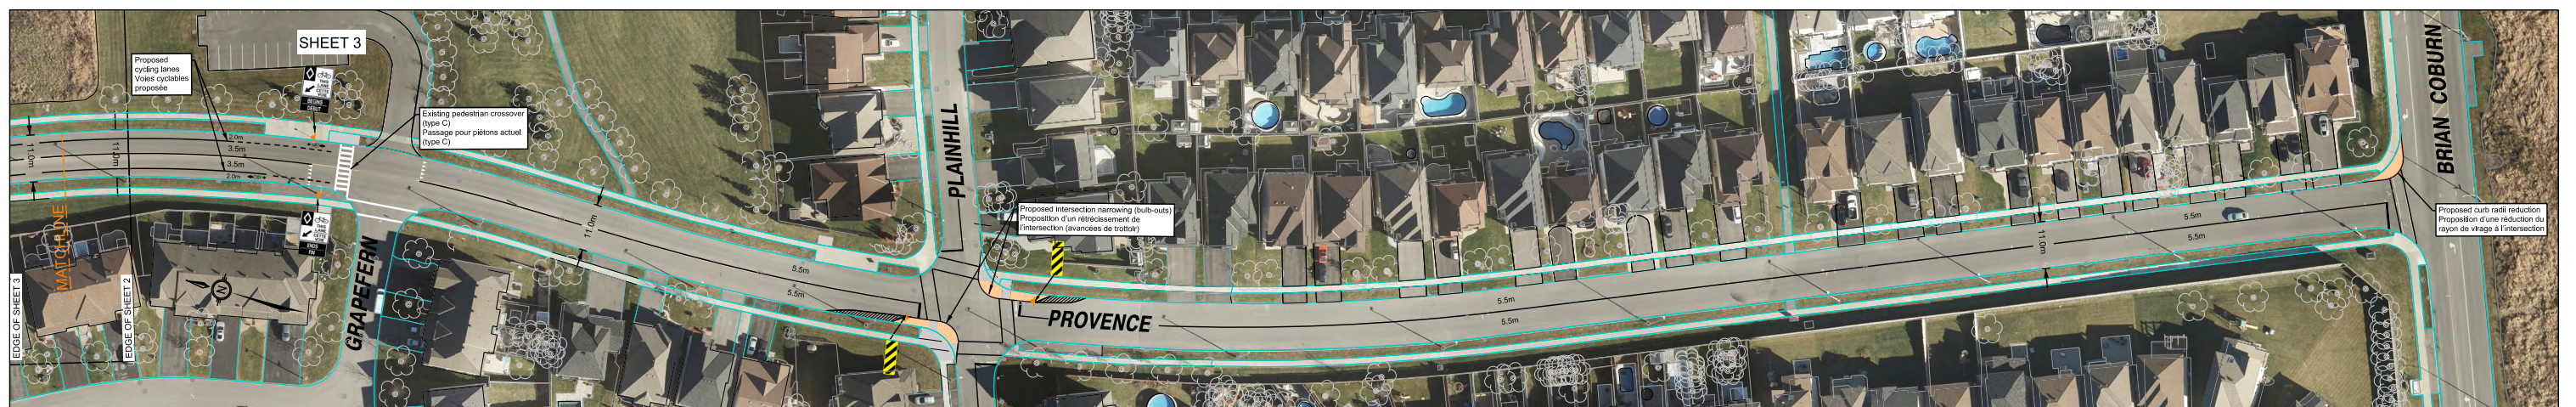 SHEET 3
Proposed
cycling lanes
Voies cyclables
proposée
BEGINS
Existing pedestrian crossover
(type C)
Passage pour piétons actuel
(type C)
2.0m
3.5m
3.5m
2.0m
11.0m
11.0m
MATCHLINE
EDGE OF SHEET 3
EDGE OF SHEET 2
N
ENDS
FIN
GRAPEFERN
11.0m
5.5m
5.5m
PLAINHILL
Proposed intersection narrowing (bulb-outs)
Proposition d'un rétrécissement de
l'intersection (avancées de trottoir)
PROVENCE
5.5m
5.5m
11.0m
5.5m
5.5m
BRIAN COBURN
Proposed curb radii reduction
Proposition d'une réduction du
rayon de virage à l'intersection